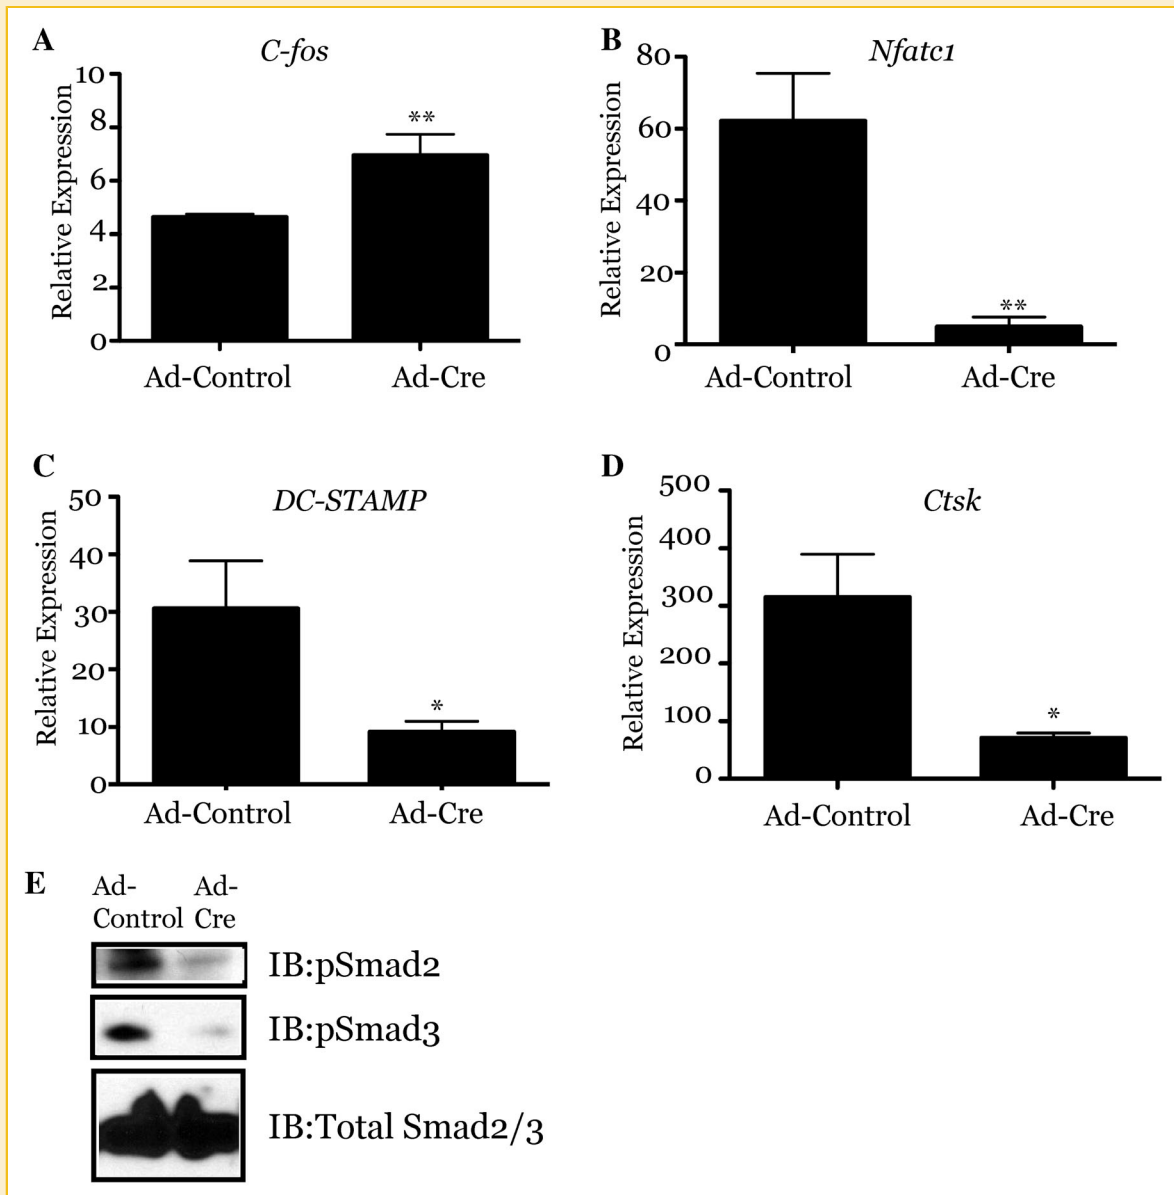 A
C-fos
Relative Expression
10
8
6
4
2
0
**
Ad-Control
Ad-Cre
B
Nfatc1
Relative Expression
80
60
40
20
0
**
Ad-Control
Ad-Cre
C
DC-STAMP
Relative Expression
50
40
30
20
10
0
*
Ad-Control
Ad-Cre
D
Ctsk
Relative Expression
500
400
300
200
100
0
*
Ad-Control
Ad-Cre
E
Ad- Ad-
Control Cre
IB:pSmad2
IB:pSmad3
IB:Total Smad2/3